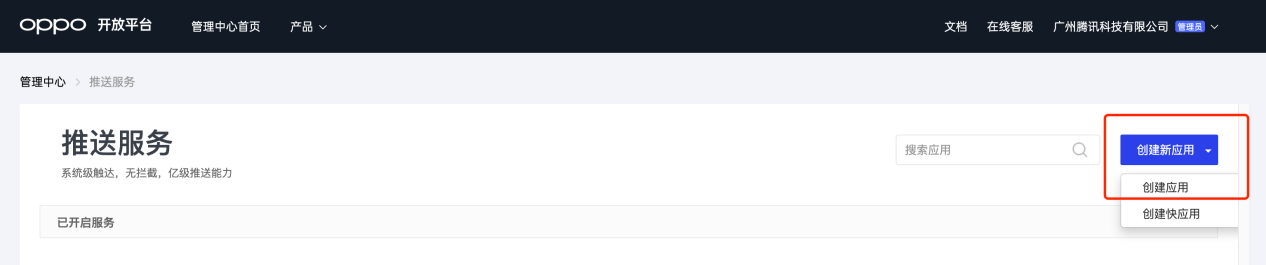 oppo 开放平台 管理中心首页 产品 文档 在线客服 广州腾讯科技有限公司 管理员
管理中心 > 推送服务
推送服务
搜索应用
创建新应用
系统级触达，无拦截，亿级推送能力
创建应用
已开启服务
创建快应用